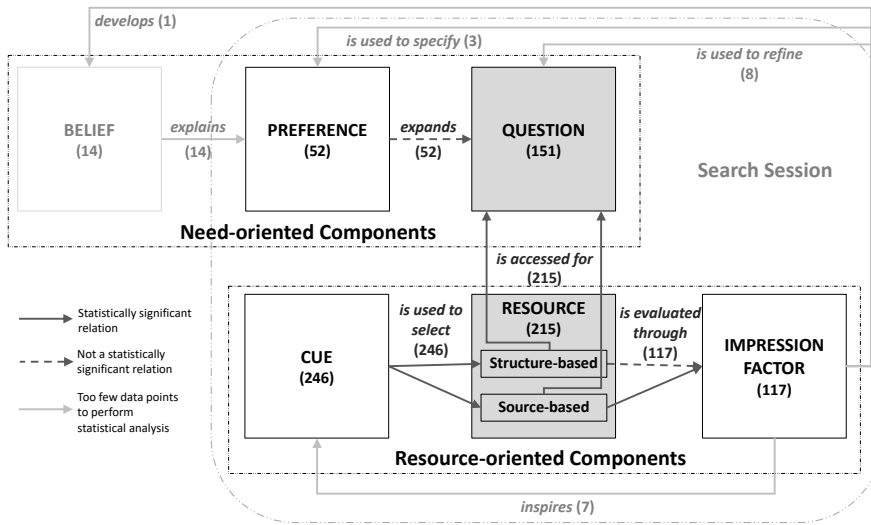 develops (1)
is used to specify (3)
is used to refine
(8)
BELIEF
(14)
explains
(14)
PREFERENCE
(52)
expands
(52)
QUESTION
(151)
Search Session
Need-oriented Components
is accessed for
(215)
Statistically significant
relation
Not a statistically
significant relation
Too few data points
to perform
statistical analysis
CUE
(246)
is used to
select
(246)
RESOURCE
(215)
Structure-based
Source-based
is evaluated
through
(117)
IMPRESSION
FACTOR
(117)
Resource-oriented Components
inspires (7)